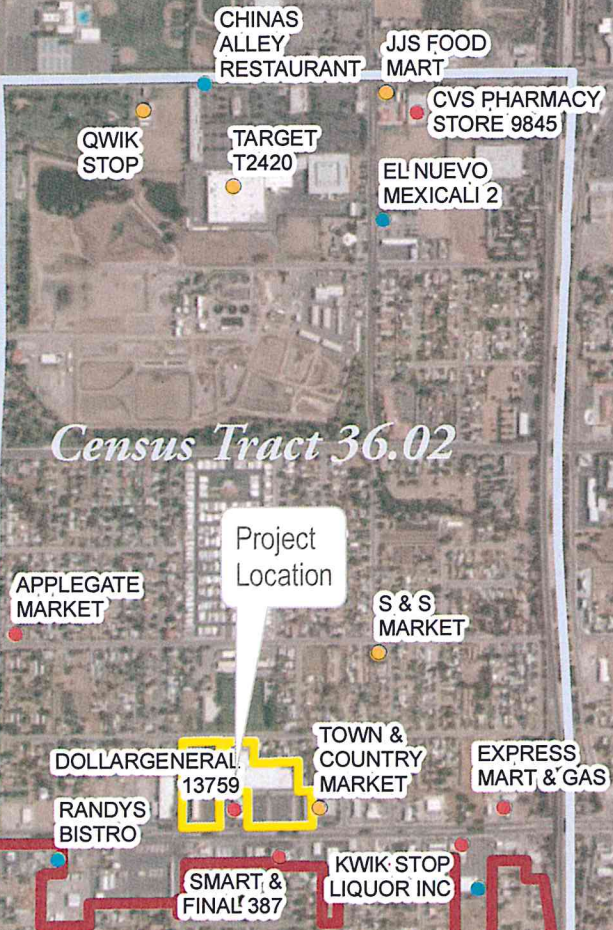 CHINAS
ALLEY
RESTAURANT
JJS FOOD
MART
CVS PHARMACY
STORE 9845
QWIK
STOP
TARGET
T2420
EL NUEVO
MEXICALI 2
Census Tract 36.02
Project
Location
APPLEGATE
MARKET
S & S
MARKET
DOLLARGENERAL
13759
TOWN &
COUNTRY
MARKET
EXPRESS
MART & GAS
RANDYS
BISTRO
SMART &
FINAL 387
KWIK STOP
LIQUOR INC